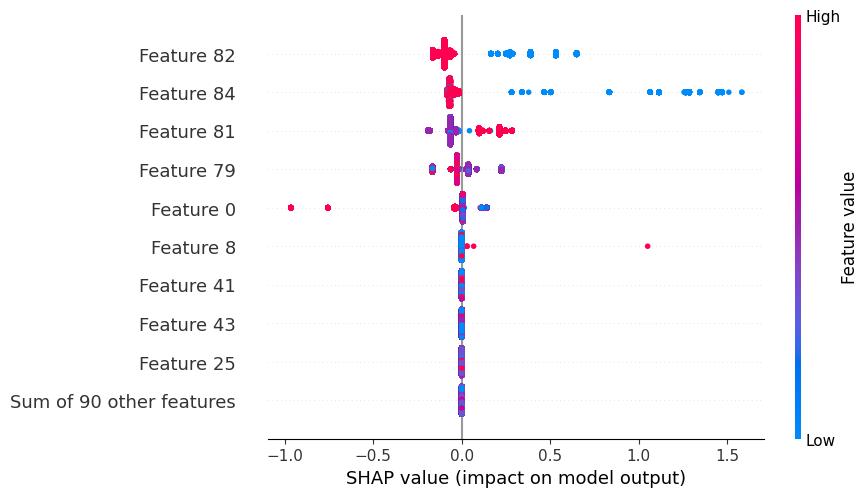 High
Feature 82
Feature 84
Feature 81
Feature 79
Feature 0
Feature 8
Feature 41
Feature 43
Feature 25
Sum of 90 other features
Feature value
Low
−1.0 −0.5 0.0 0.5 1.0 1.5
SHAP value (impact on model output)